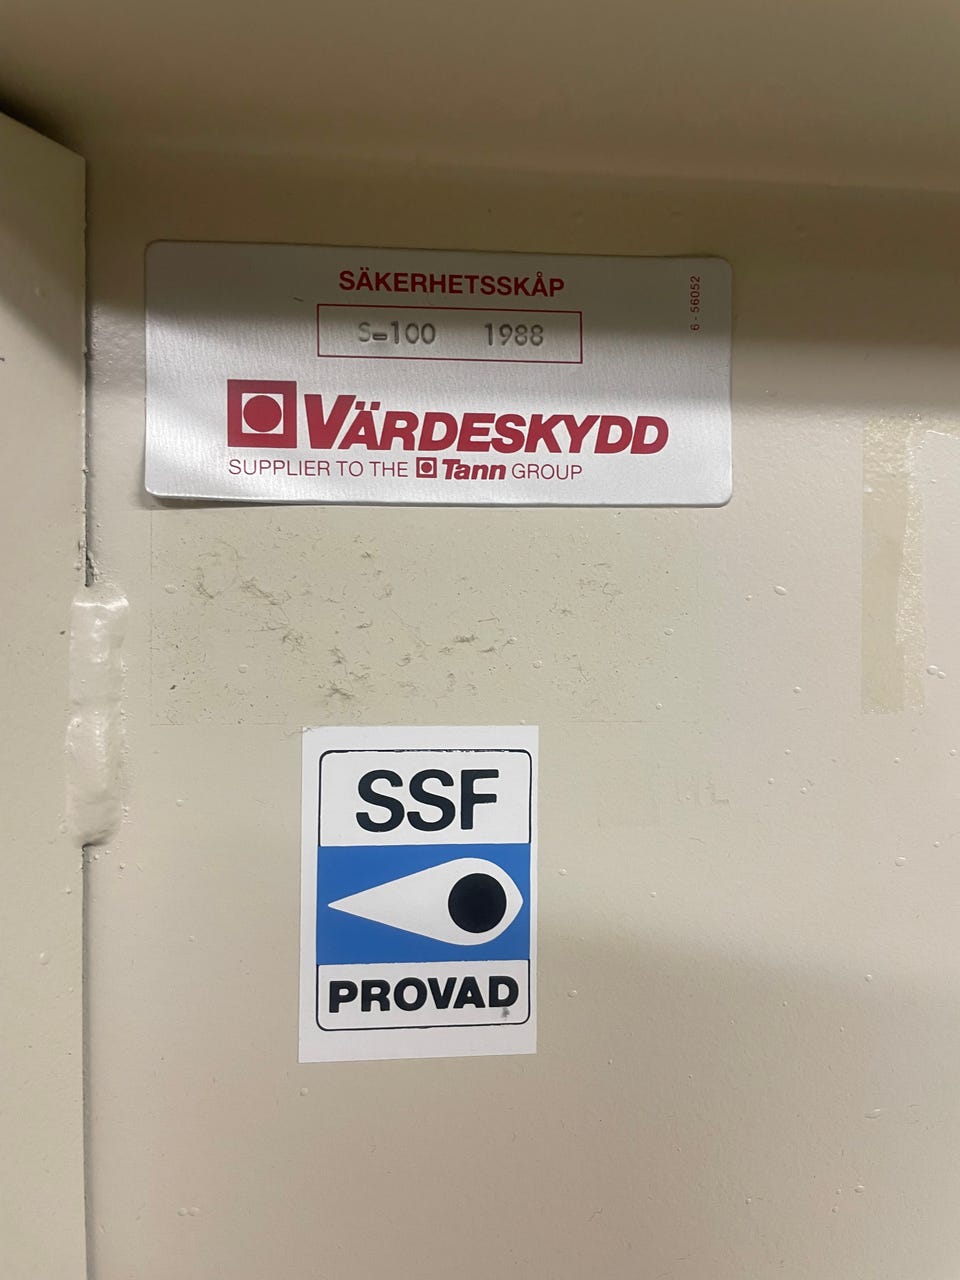 SÄKERHETSSKÅP
S-100 1988
6 - 56052
VÄRDESKYDD
SUPPLIER TO THE Tann GROUP
SSF
PROVAD